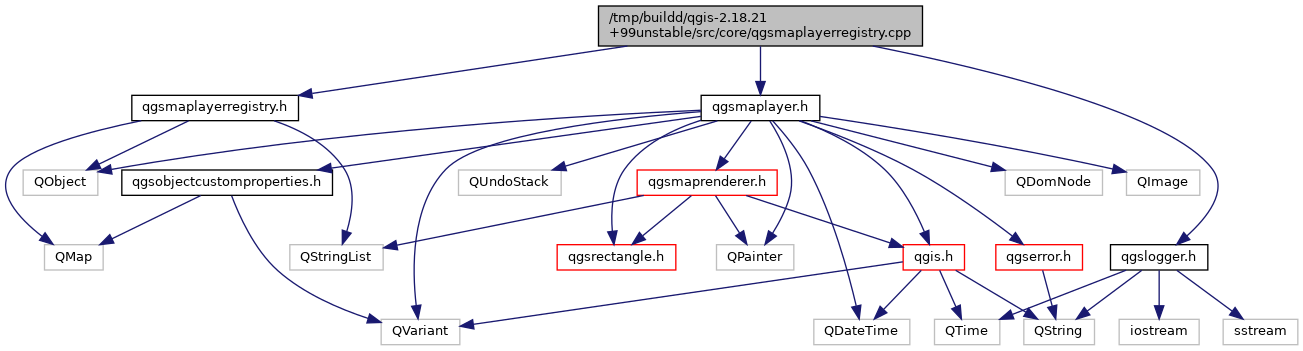 /tmp/buildd/qgis-2.18.21
+99unstable/src/core/qgsmaplayerregistry.cpp
qgsmaplayerregistry.h
qgsmaplayer.h
QObject
qgsobjectcustomproperties.h
QUndoStack
qgsmaprenderer.h
QDomNode
QImage
QMap
QStringList
qgsrectangle.h
QPainter
qgis.h
qgserror.h
qgslogger.h
QVariant
QDateTime
QTime
QString
iostream
sstream